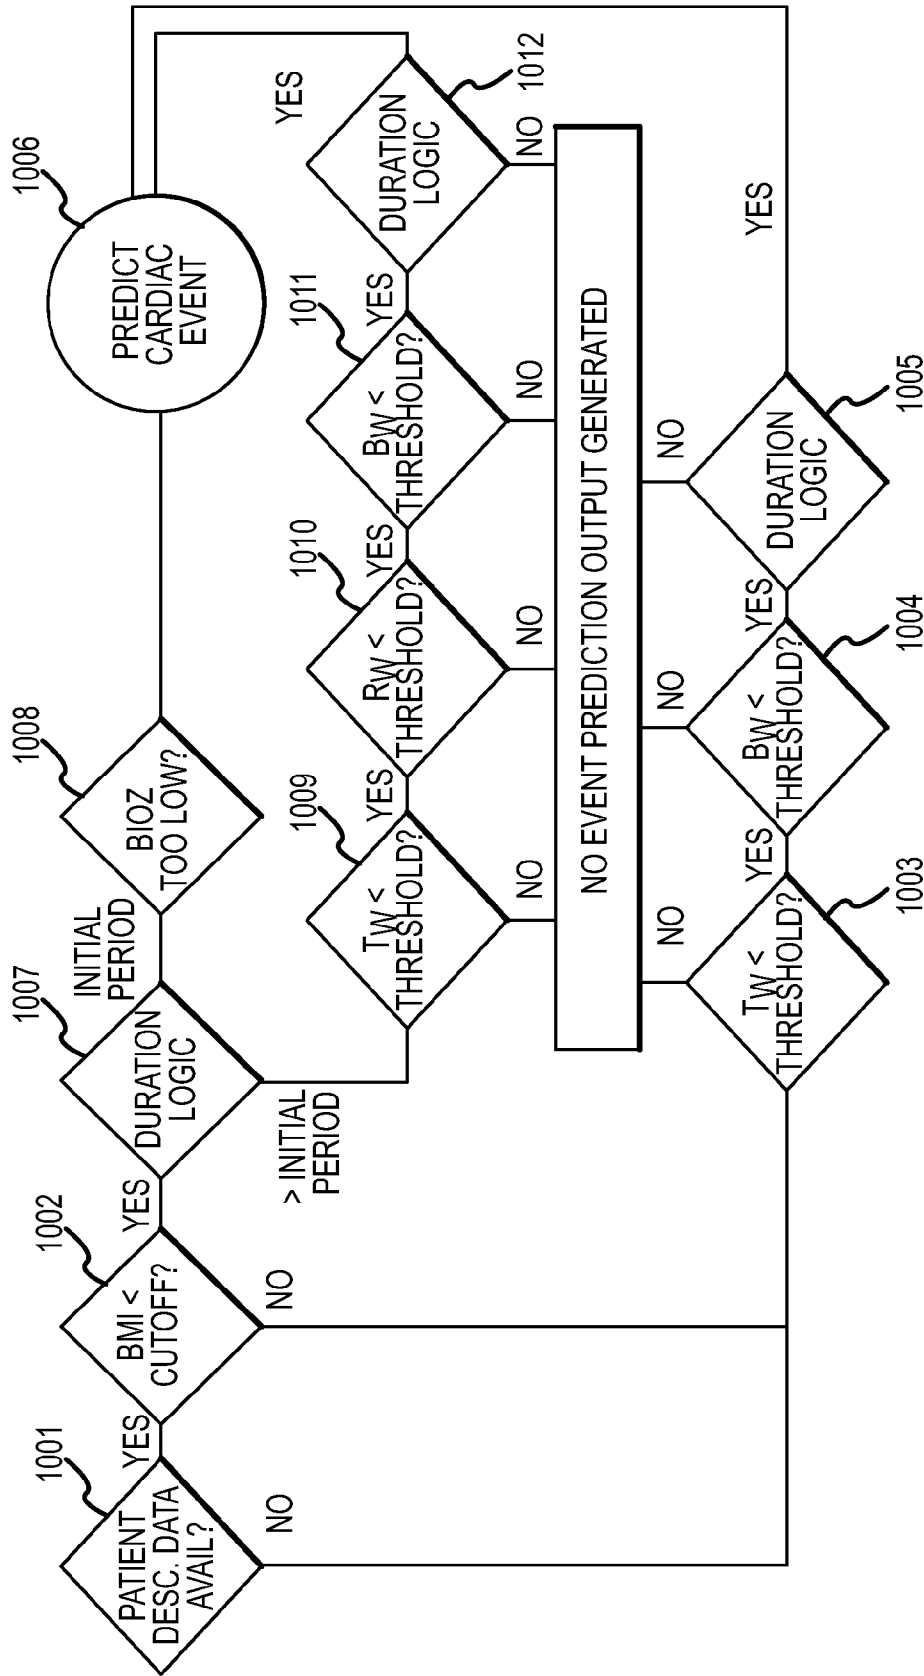 1001
PATIENT
DESC. DATA
AVAIL?
YES
NO
1002
BMI <
CUTOFF?
YES
NO
1007
DURATION
LOGIC
INITIAL
PERIOD
> INITIAL
PERIOD
1008
BIOZ
TOO LOW?
1006
PREDICT
CARDIAC
EVENT
1009
TW <
THRESHOLD?
YES
NO
1010
RW <
THRESHOLD?
YES
NO
1011
BW <
THRESHOLD?
YES
NO
1012
DURATION
LOGIC
YES
NO
NO EVENT PREDICTION OUTPUT GENERATED
NO
TW <
THRESHOLD?
1003
YES
NO
BW <
THRESHOLD?
1004
YES
NO
DURATION
LOGIC
1005
YES